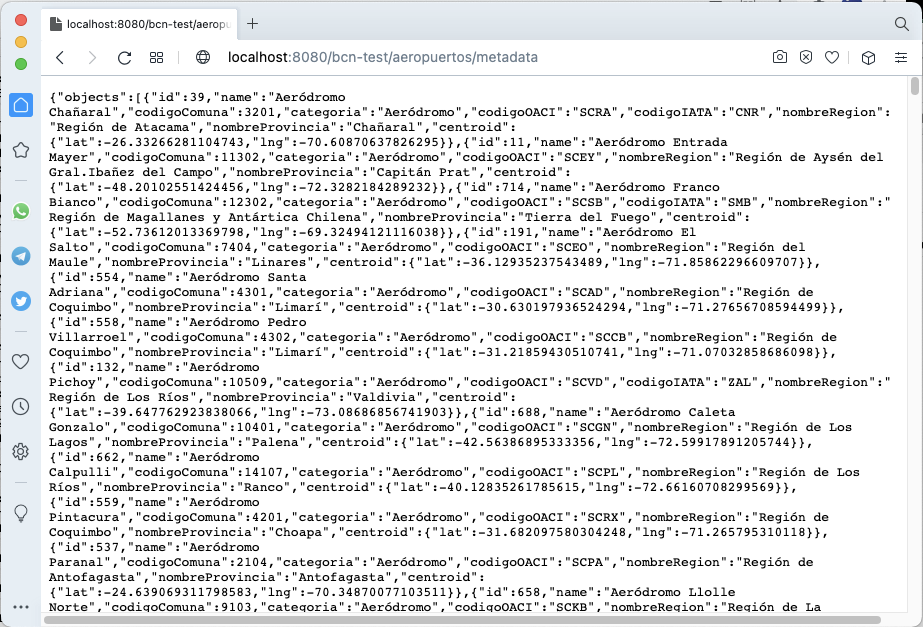 localhost:8080/bcn-test/aeropu
localhost:8080/bcn-test/aeropuertos/metadata
{"objects":[{"id":39,"name":"Aeródromo
Chañaral","codigoComuna":3201,"categoria":"Aeródromo","codigoOACI":"SCRA","codigoIATA":"CNR","nombreRegion":
"Región de Atacama","nombreProvincia":"Chañaral","centroid":
{"lat":-26.33266281104743,"lng":-70.60870637826295}},{"id":11,"name":"Aeródromo Entrada
Mayer","codigoComuna":11302,"categoria":"Aeródromo","codigoOACI":"SCEY","nombreRegion":"Región de Aysén del
Gral.Ibañez del Campo","nombreProvincia":"Capitán Prat","centroid":
{"lat":-48.20102551424456,"lng":-72.3282184289232}},{"id":714,"name":"Aeródromo Franco
Bianco","codigoComuna":12302,"categoria":"Aeródromo","codigoOACI":"SCSB","codigoIATA":"SMB","nombreRegion":"
Región de Magallanes y Antártica Chilena","nombreProvincia":"Tierra del Fuego","centroid":
{"lat":-52.73612013369798,"lng":-69.32494121116038}},{"id":191,"name":"Aeródromo El
Salto","codigoComuna":7404,"categoria":"Aeródromo","codigoOACI":"SCEO","nombreRegion":"Región del
Maule","nombreProvincia":"Linares","centroid":{"lat":-36.12935237543489,"lng":-71.85862296609707}},
{"id":554,"name":"Aeródromo Santa
Adriana","codigoComuna":4301,"categoria":"Aeródromo","codigoOACI":"SCAD","nombreRegion":"Región de
Coquimbo","nombreProvincia":"Limarí","centroid":{"lat":-30.630197936524294,"lng":-71.27656708594499}},
{"id":558,"name":"Aeródromo Pedro
Villarroel","codigoComuna":4302,"categoria":"Aeródromo","codigoOACI":"SCCB","nombreRegion":"Región de
Coquimbo","nombreProvincia":"Limarí","centroid":{"lat":-31.21859430510741,"lng":-71.07032858686098}},
{"id":132,"name":"Aeródromo
Pichoy","codigoComuna":10509,"categoria":"Aeródromo","codigoOACI":"SCVD","codigoIATA":"ZAL","nombreRegion":"
Región de Los Ríos","nombreProvincia":"Valdivia","centroid":
{"lat":-39.647762923838066,"lng":-73.08686856741903}},{"id":688,"name":"Aeródromo Caleta
Gonzalo","codigoComuna":10401,"categoria":"Aeródromo","codigoOACI":"SCGN","nombreRegion":"Región de Los
Lagos","nombreProvincia":"Palena","centroid":{"lat":-42.56386895333356,"lng":-72.59917891205744}},
{"id":662,"name":"Aeródromo
Calpulli","codigoComuna":14107,"categoria":"Aeródromo","codigoOACI":"SCPL","nombreRegion":"Región de Los
Ríos","nombreProvincia":"Ranco","centroid":{"lat":-40.12835261785615,"lng":-72.66160708299569}},
{"id":559,"name":"Aeródromo
Pintacura","codigoComuna":4201,"categoria":"Aeródromo","codigoOACI":"SCRX","nombreRegion":"Región de
Coquimbo","nombreProvincia":"Choapa","centroid":{"lat":-31.682097580304248,"lng":-71.265795310118}},
{"id":537,"name":"Aeródromo
Paranal","codigoComuna":2104,"categoria":"Aeródromo","codigoOACI":"SCPA","nombreRegion":"Región de
Antofagasta","nombreProvincia":"Antofagasta","centroid":
{"lat":-24.639069311798583,"lng":-70.34870077103511}},{"id":658,"name":"Aeródromo Llolle
Norte","codigoComuna":9103,"categoria":"Aeródromo","codigoOACI":"SCKB","nombreRegion":"Región de La